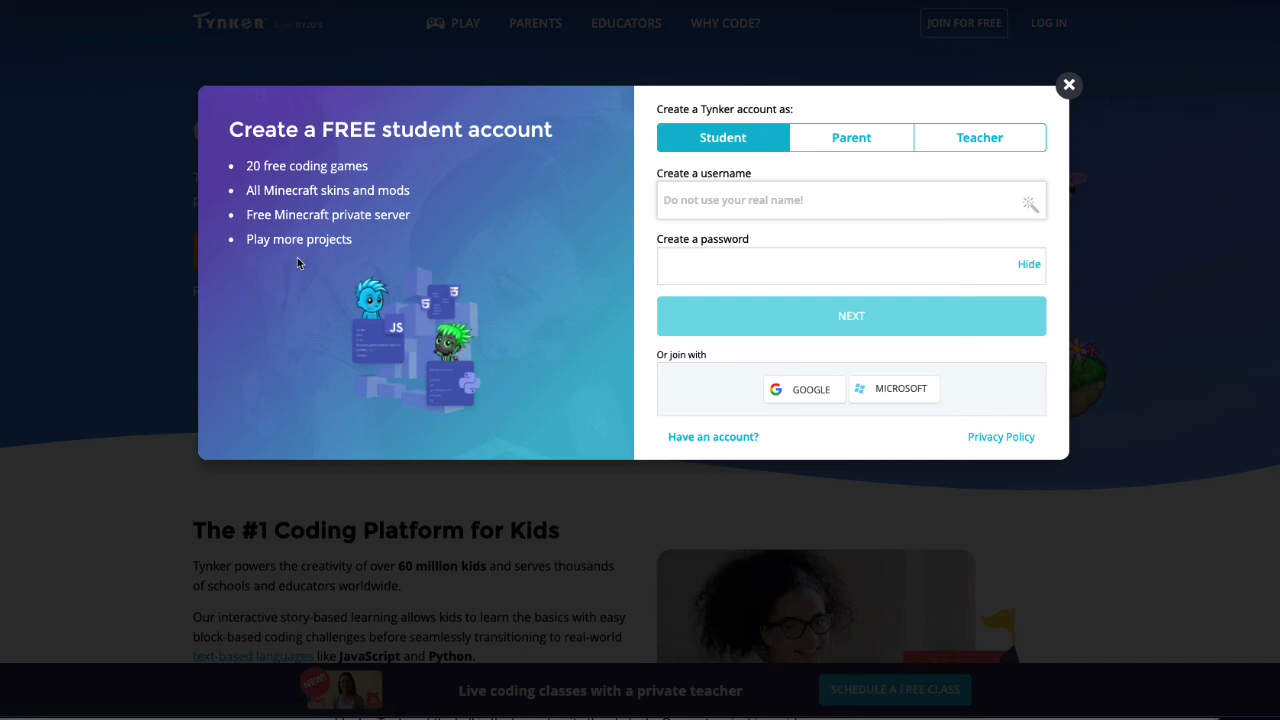 Tynker
PLAY
PARENTS
EDUCATORS
WHY CODE?
JOIN FOR FREE
LOG IN
Create a FREE student account
20 free coding games
All Minecraft skins and mods
Free Minecraft private server
Play more projects
JS
Create a Tynker account as:
Student
Parent
Teacher
Create a username
Do not use your real name!
Create a password
Hide
NEXT
Or join with
GOOGLE
MICROSOFT
Have an account?
Privacy Policy
The #1 Coding Platform for Kids
Tynker powers the creativity of over 60 million kids and serves thousands
of schools and educators worldwide.
Our interactive story-based learning allows kids to learn the basics with easy
block-based coding challenges before seamlessly transitioning to real-world
text-based languages like JavaScript and Python.
NEW!
Live coding classes with a private teacher
SCHEDULE A FREE CLASS